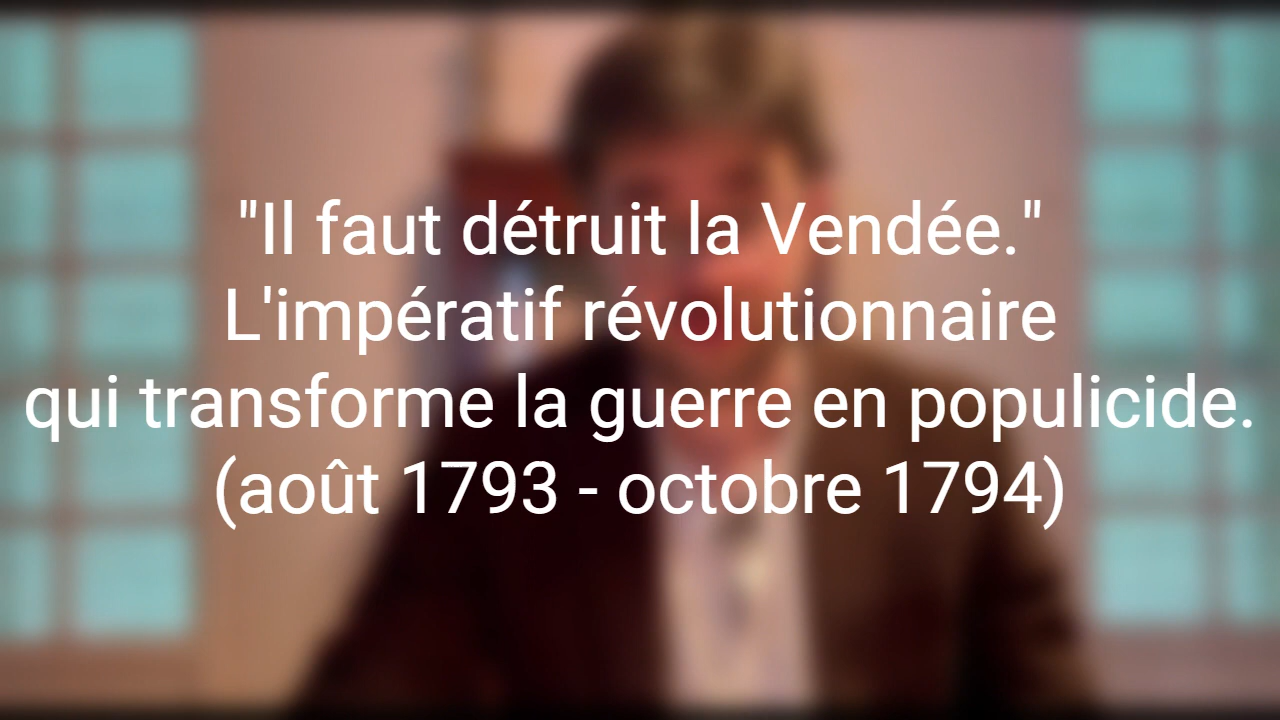 "Il faut détruit la Vendée."
L'impératif révolutionnaire
qui transforme la guerre en populicide.
(août 1793 - octobre 1794)